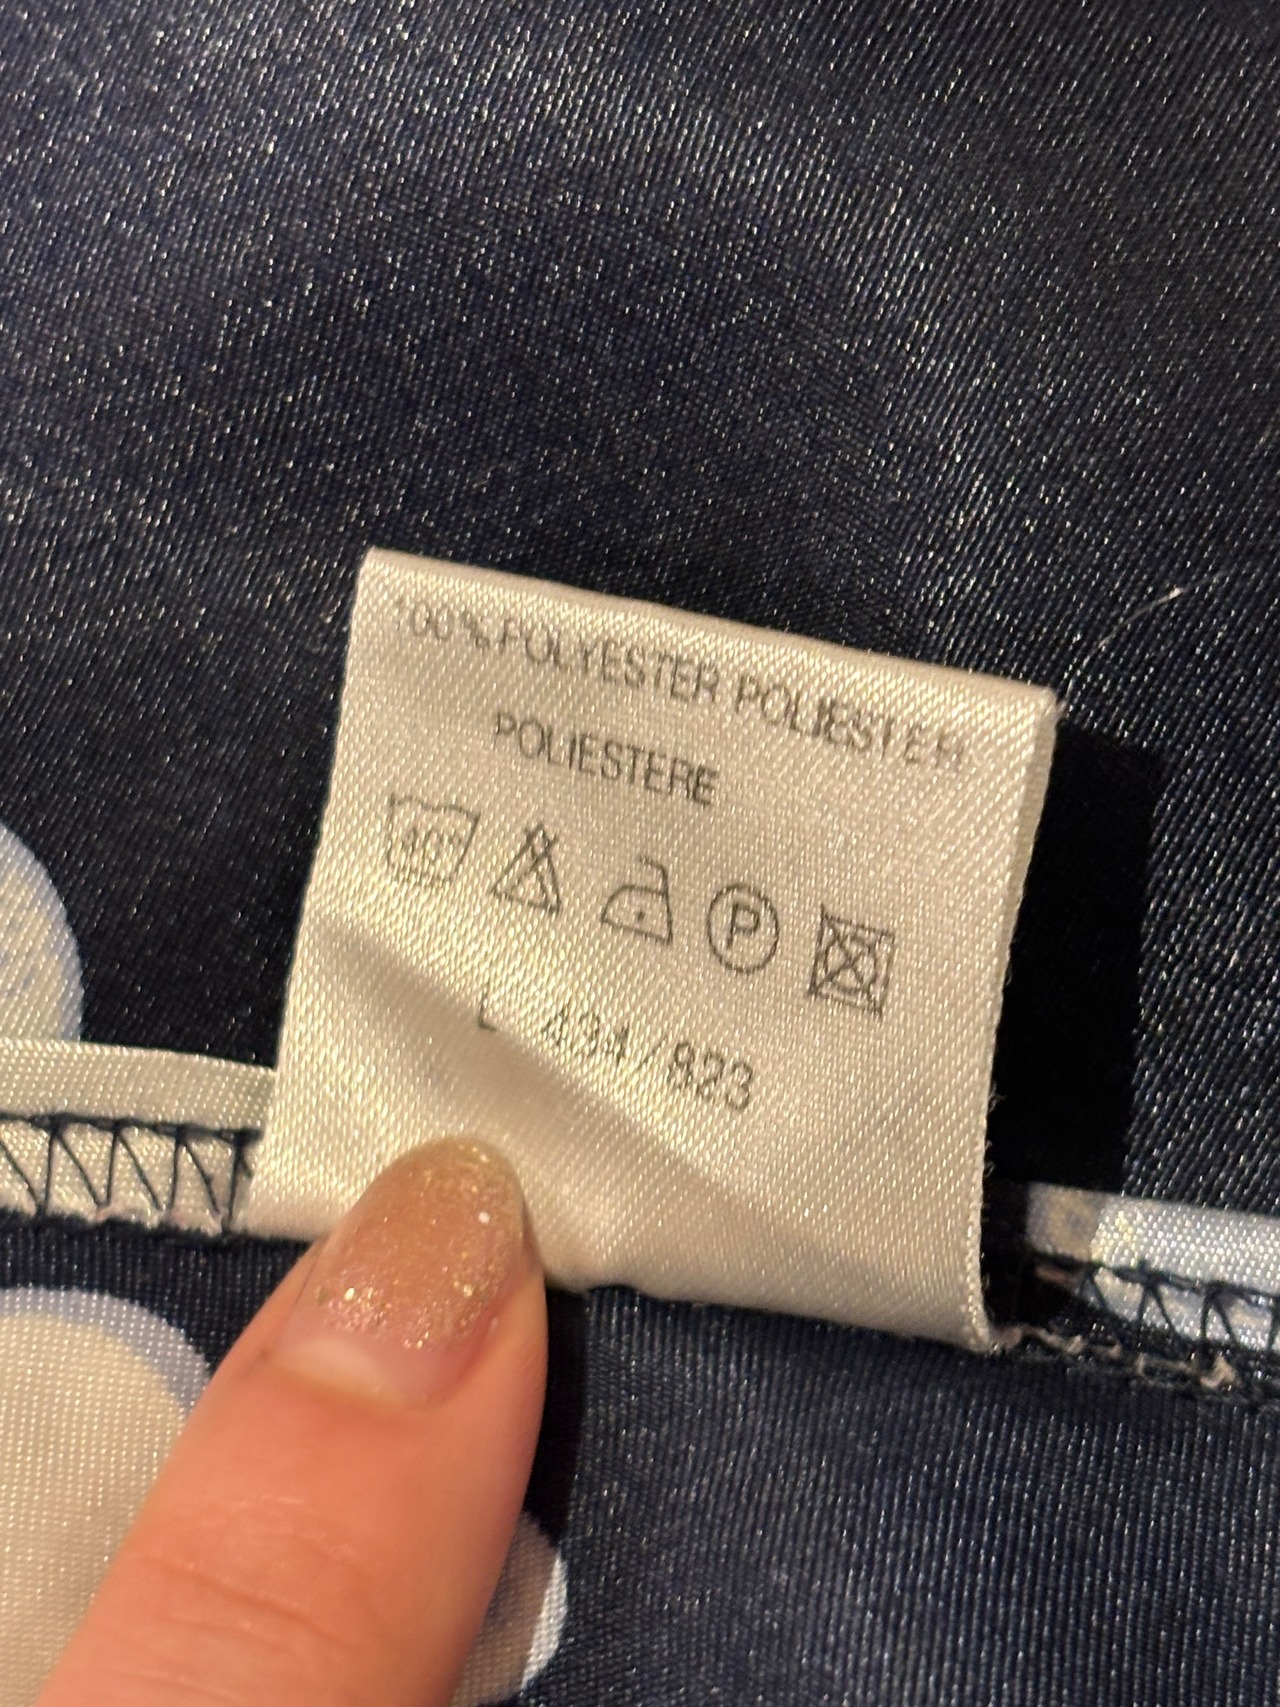 100% POLYESTER POLIESTER
POLIESTERE
40°
P
L 434/823